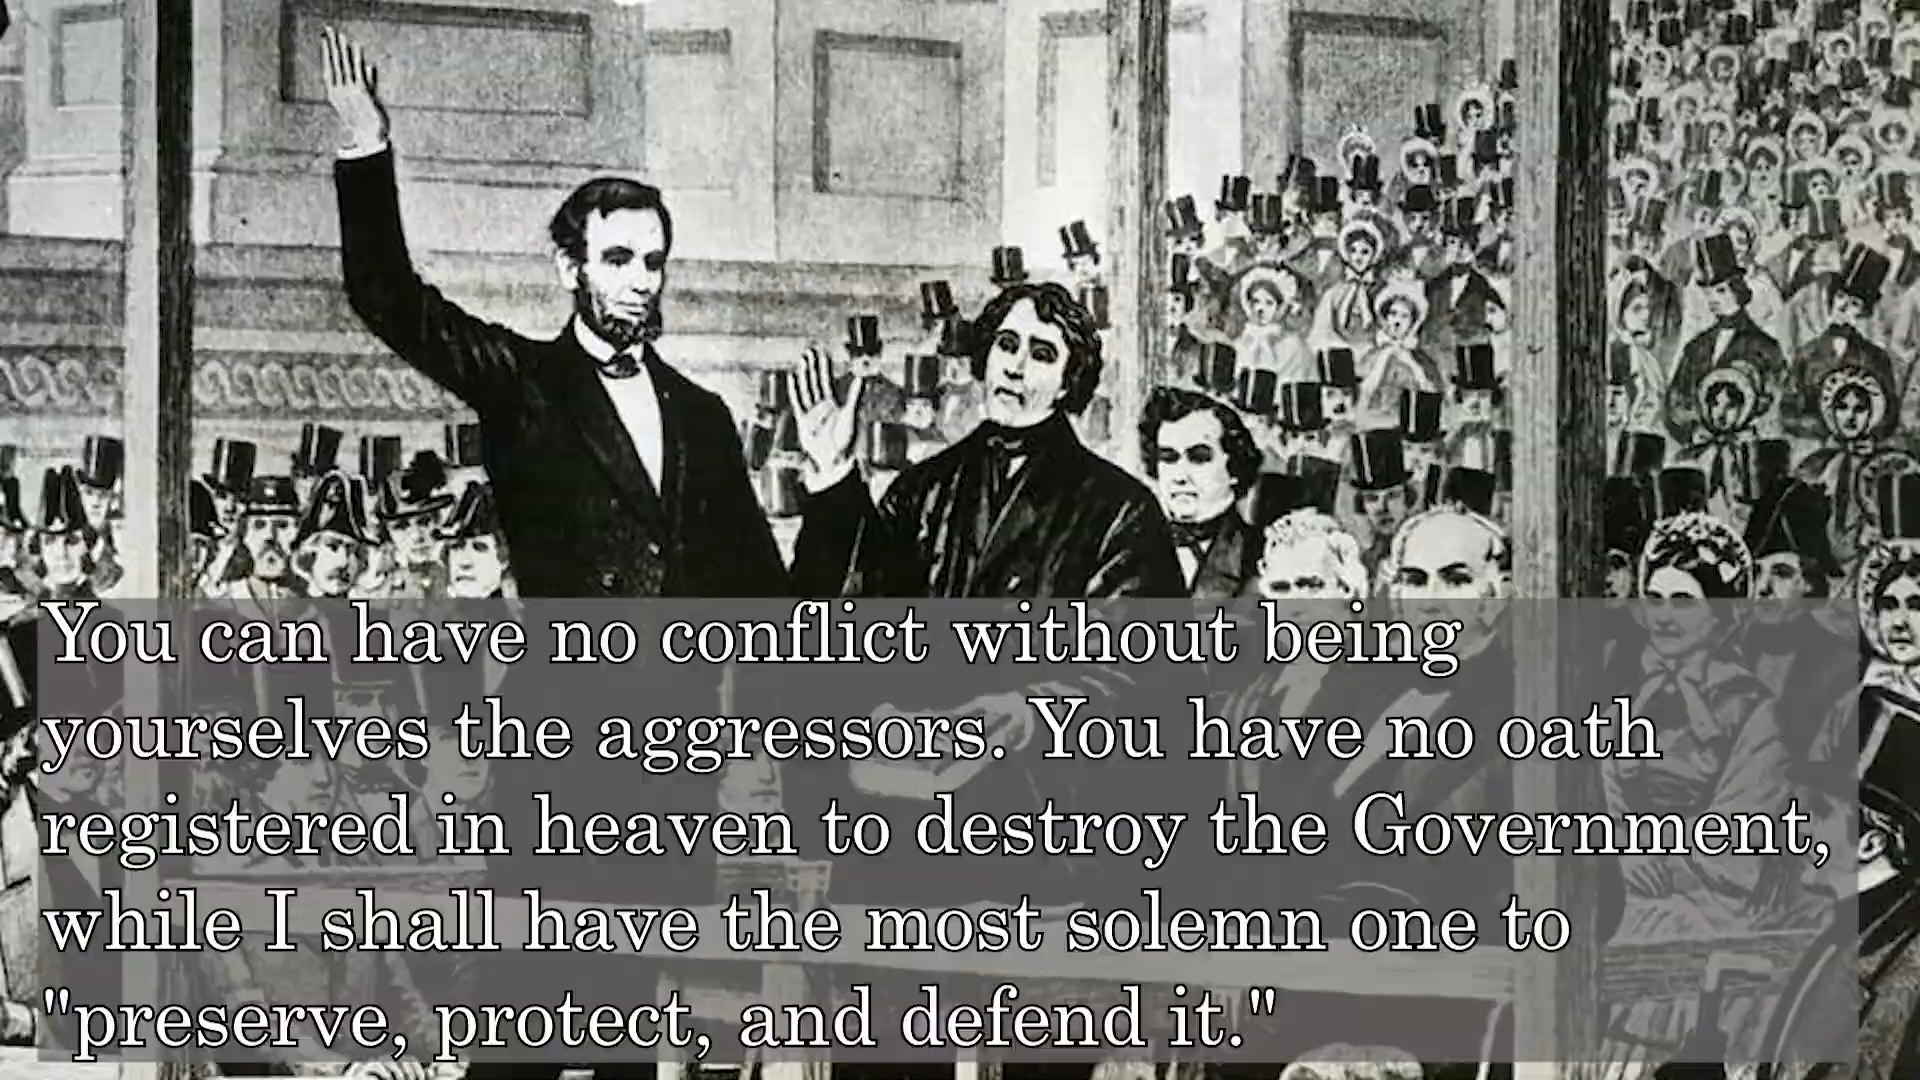 You can have no conflict without being
yourselves the aggressors. You have no oath
registered in heaven to destroy the Government,
while I shall have the most solemn one to
"preserve, protect, and defend it."